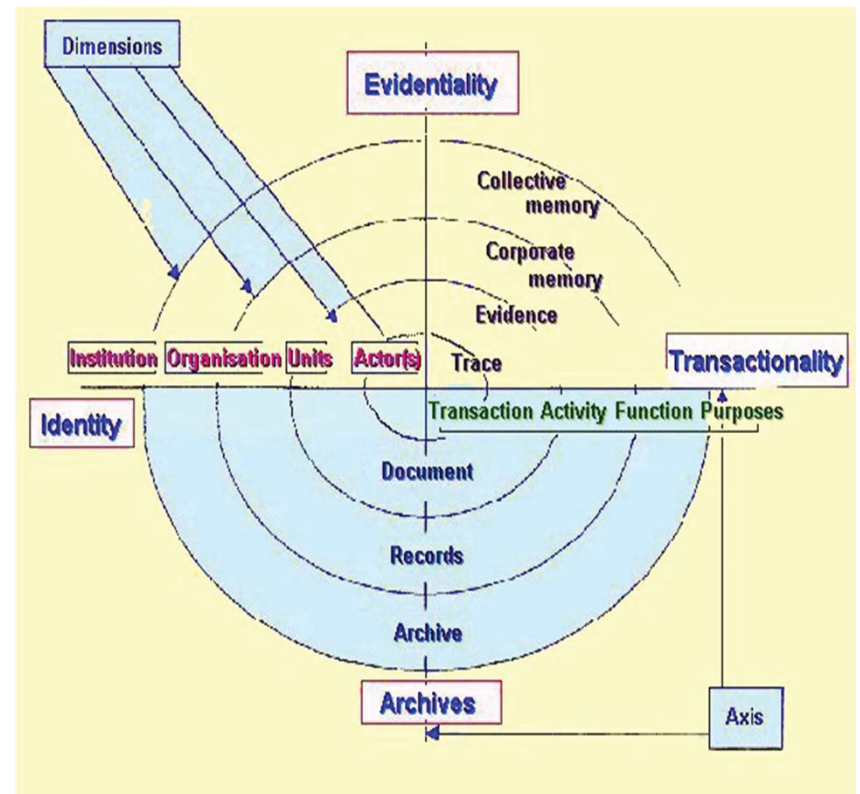 Dimensions
Evidentiality
Collective
memory
Corporate
memory
Evidence
Institution Organisation Units Actor(s) Trace
Transactionality
Identity
Transaction Activity Function Purposes
Document
Records
Archive
Archives
Axis